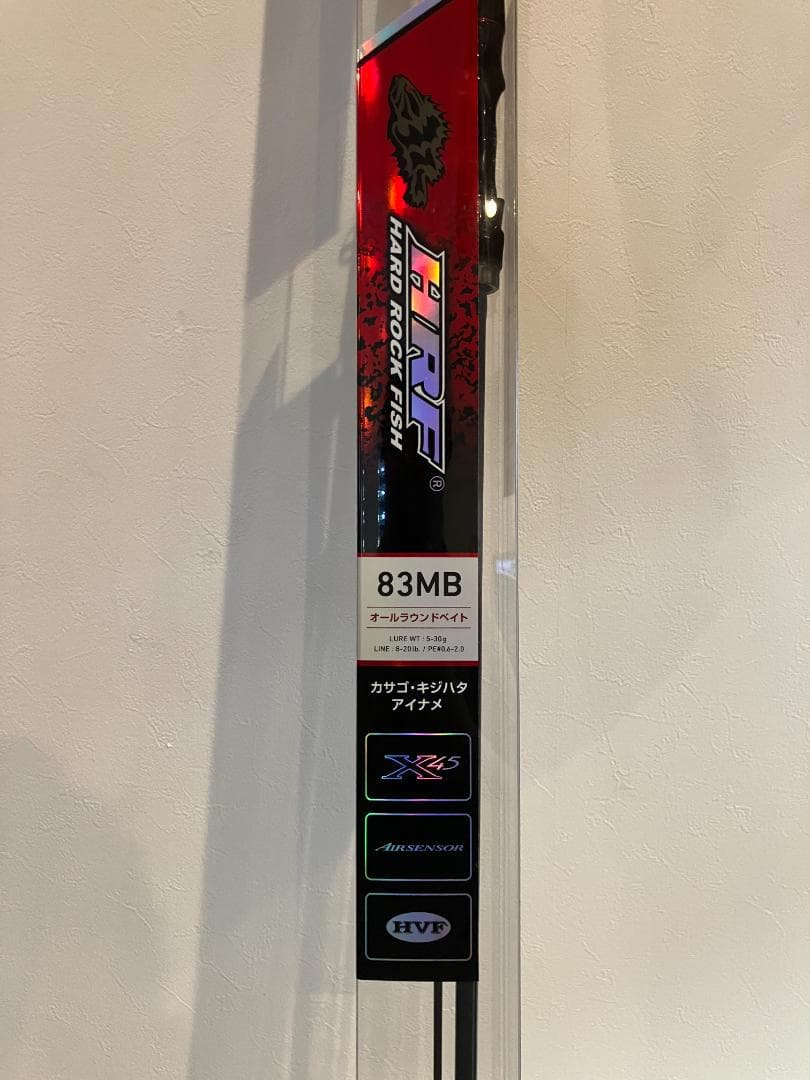 HRF®
HARD ROCK FISH
83MB
オールラウンドベイト
LURE WT : 5-30g
LINE : 8-20lb. / PE#0.6-2.0
カサゴ・キジハタ
アイナメ
X45
AIRSENSOR
HVF